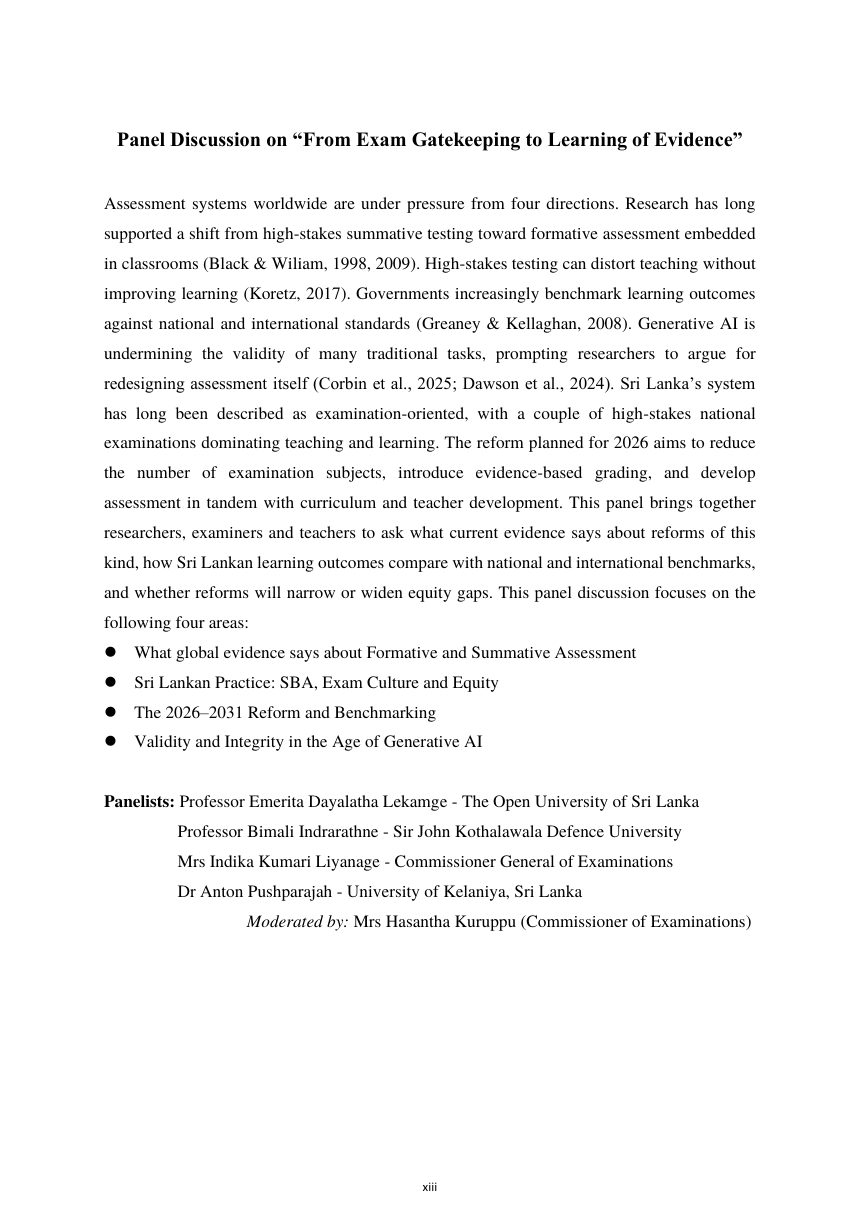 Panel Discussion on “From Exam Gatekeeping to Learning of Evidence”
Assessment systems worldwide are under pressure from four directions. Research has long
supported a shift from high-stakes summative testing toward formative assessment embedded
in classrooms (Black & Wiliam, 1998, 2009). High-stakes testing can distort teaching without
improving learning (Koretz, 2017). Governments increasingly benchmark learning outcomes
against national and international standards (Greaney & Kellaghan, 2008). Generative AI is
undermining the validity of many traditional tasks, prompting researchers to argue for
redesigning assessment itself (Corbin et al., 2025; Dawson et al., 2024). Sri Lanka’s system
has long been described as examination-oriented, with a couple of high-stakes national
examinations dominating teaching and learning. The reform planned for 2026 aims to reduce
the number of examination subjects, introduce evidence-based grading, and develop
assessment in tandem with curriculum and teacher development. This panel brings together
researchers, examiners and teachers to ask what current evidence says about reforms of this
kind, how Sri Lankan learning outcomes compare with national and international benchmarks,
and whether reforms will narrow or widen equity gaps. This panel discussion focuses on the
following four areas:
● What global evidence says about Formative and Summative Assessment
● Sri Lankan Practice: SBA, Exam Culture and Equity
● The 2026–2031 Reform and Benchmarking
● Validity and Integrity in the Age of Generative AI
Panelists: Professor Emerita Dayalatha Lekamge - The Open University of Sri Lanka
Professor Bimali Indrarathne - Sir John Kothalawala Defence University
Mrs Indika Kumari Liyanage - Commissioner General of Examinations
Dr Anton Pushparajah - University of Kelaniya, Sri Lanka
Moderated by: Mrs Hasantha Kuruppu (Commissioner of Examinations)
xiii